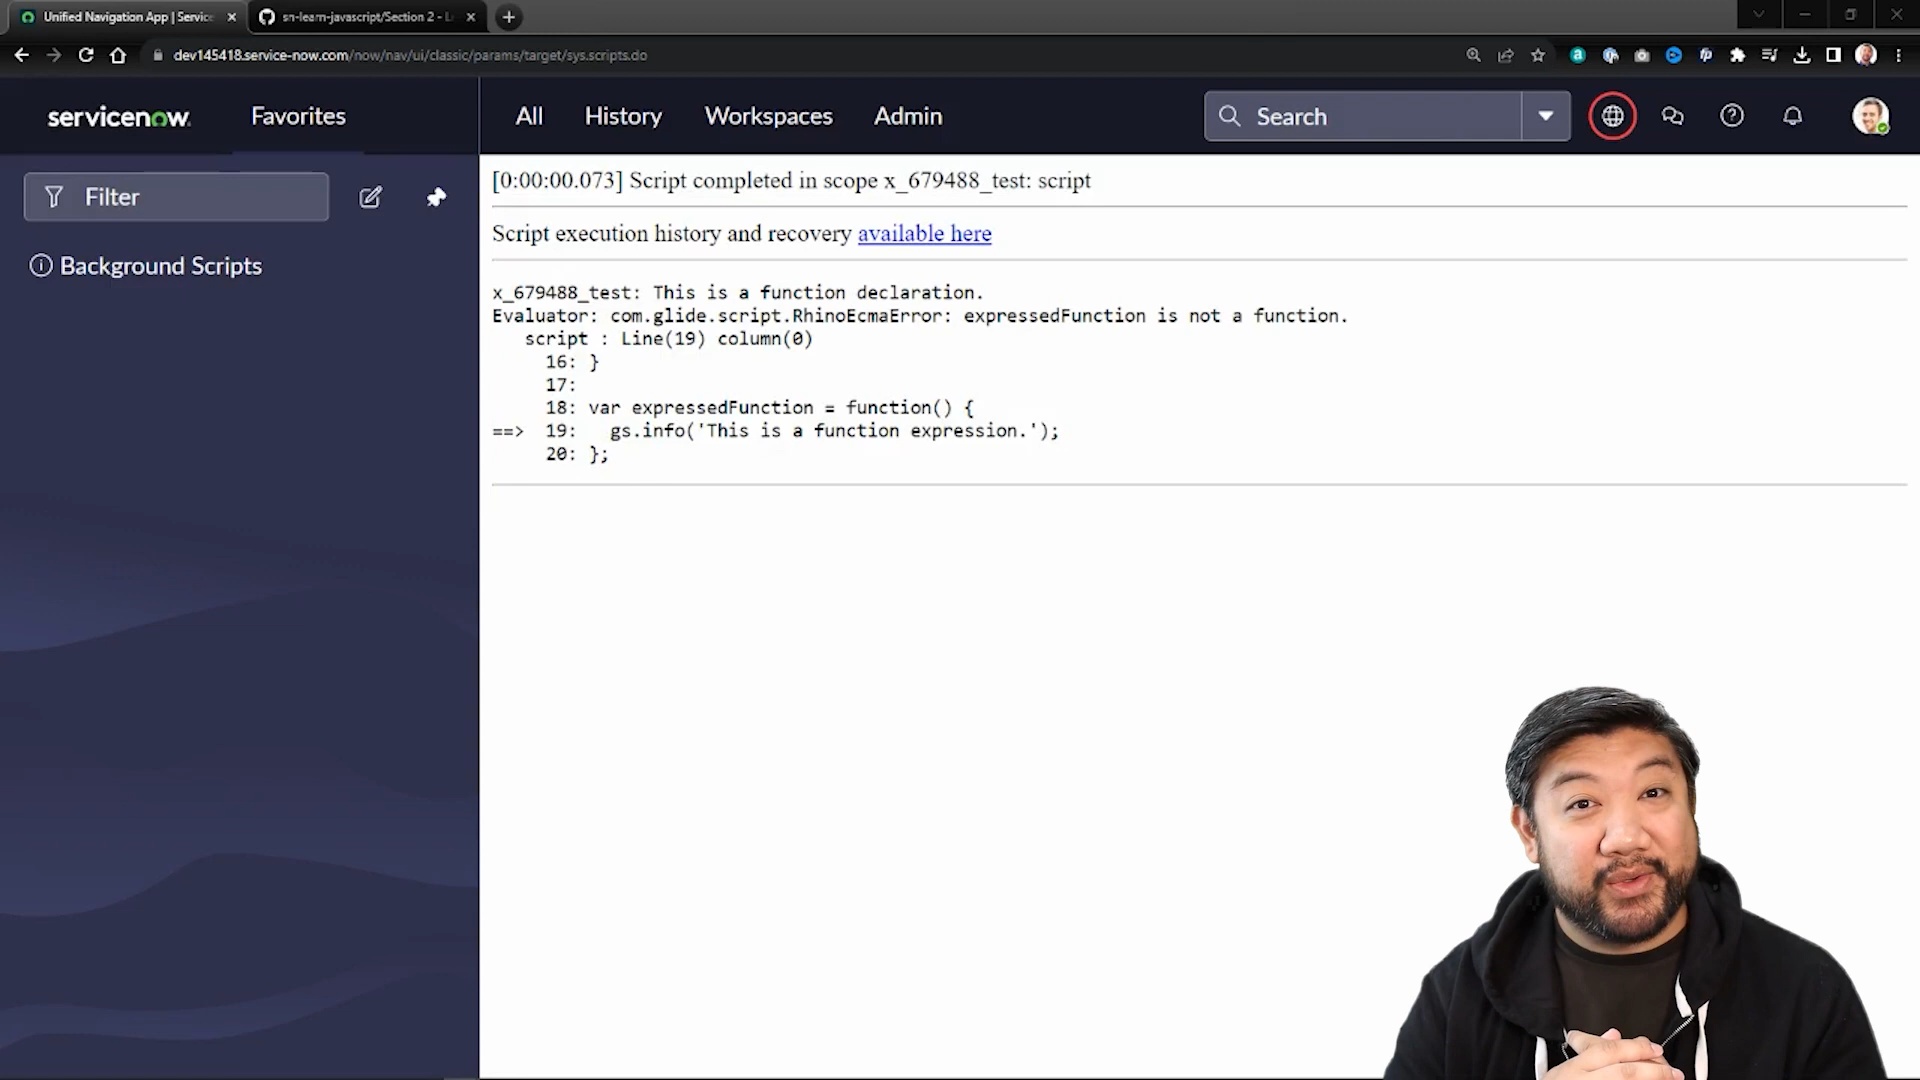 Unified Navigation App | Service
sn-learn-javascript/Section 2 - L
dev145418.service-now.com/now/nav/ui/classic/params/target/sys.scripts.do
servicenow
Favorites
All
History
Workspaces
Admin
Search
Filter
Background Scripts
[0:00:00.073] Script completed in scope x_679488_test: script
Script execution history and recovery available here
x_679488_test: This is a function declaration.
Evaluator: com.glide.script.RhinoEcmaError: expressedFunction is not a function.
script : Line(19) column(0)
16: }
17:
18: var expressedFunction = function() {
==> 19: gs.info('This is a function expression.');
20: };